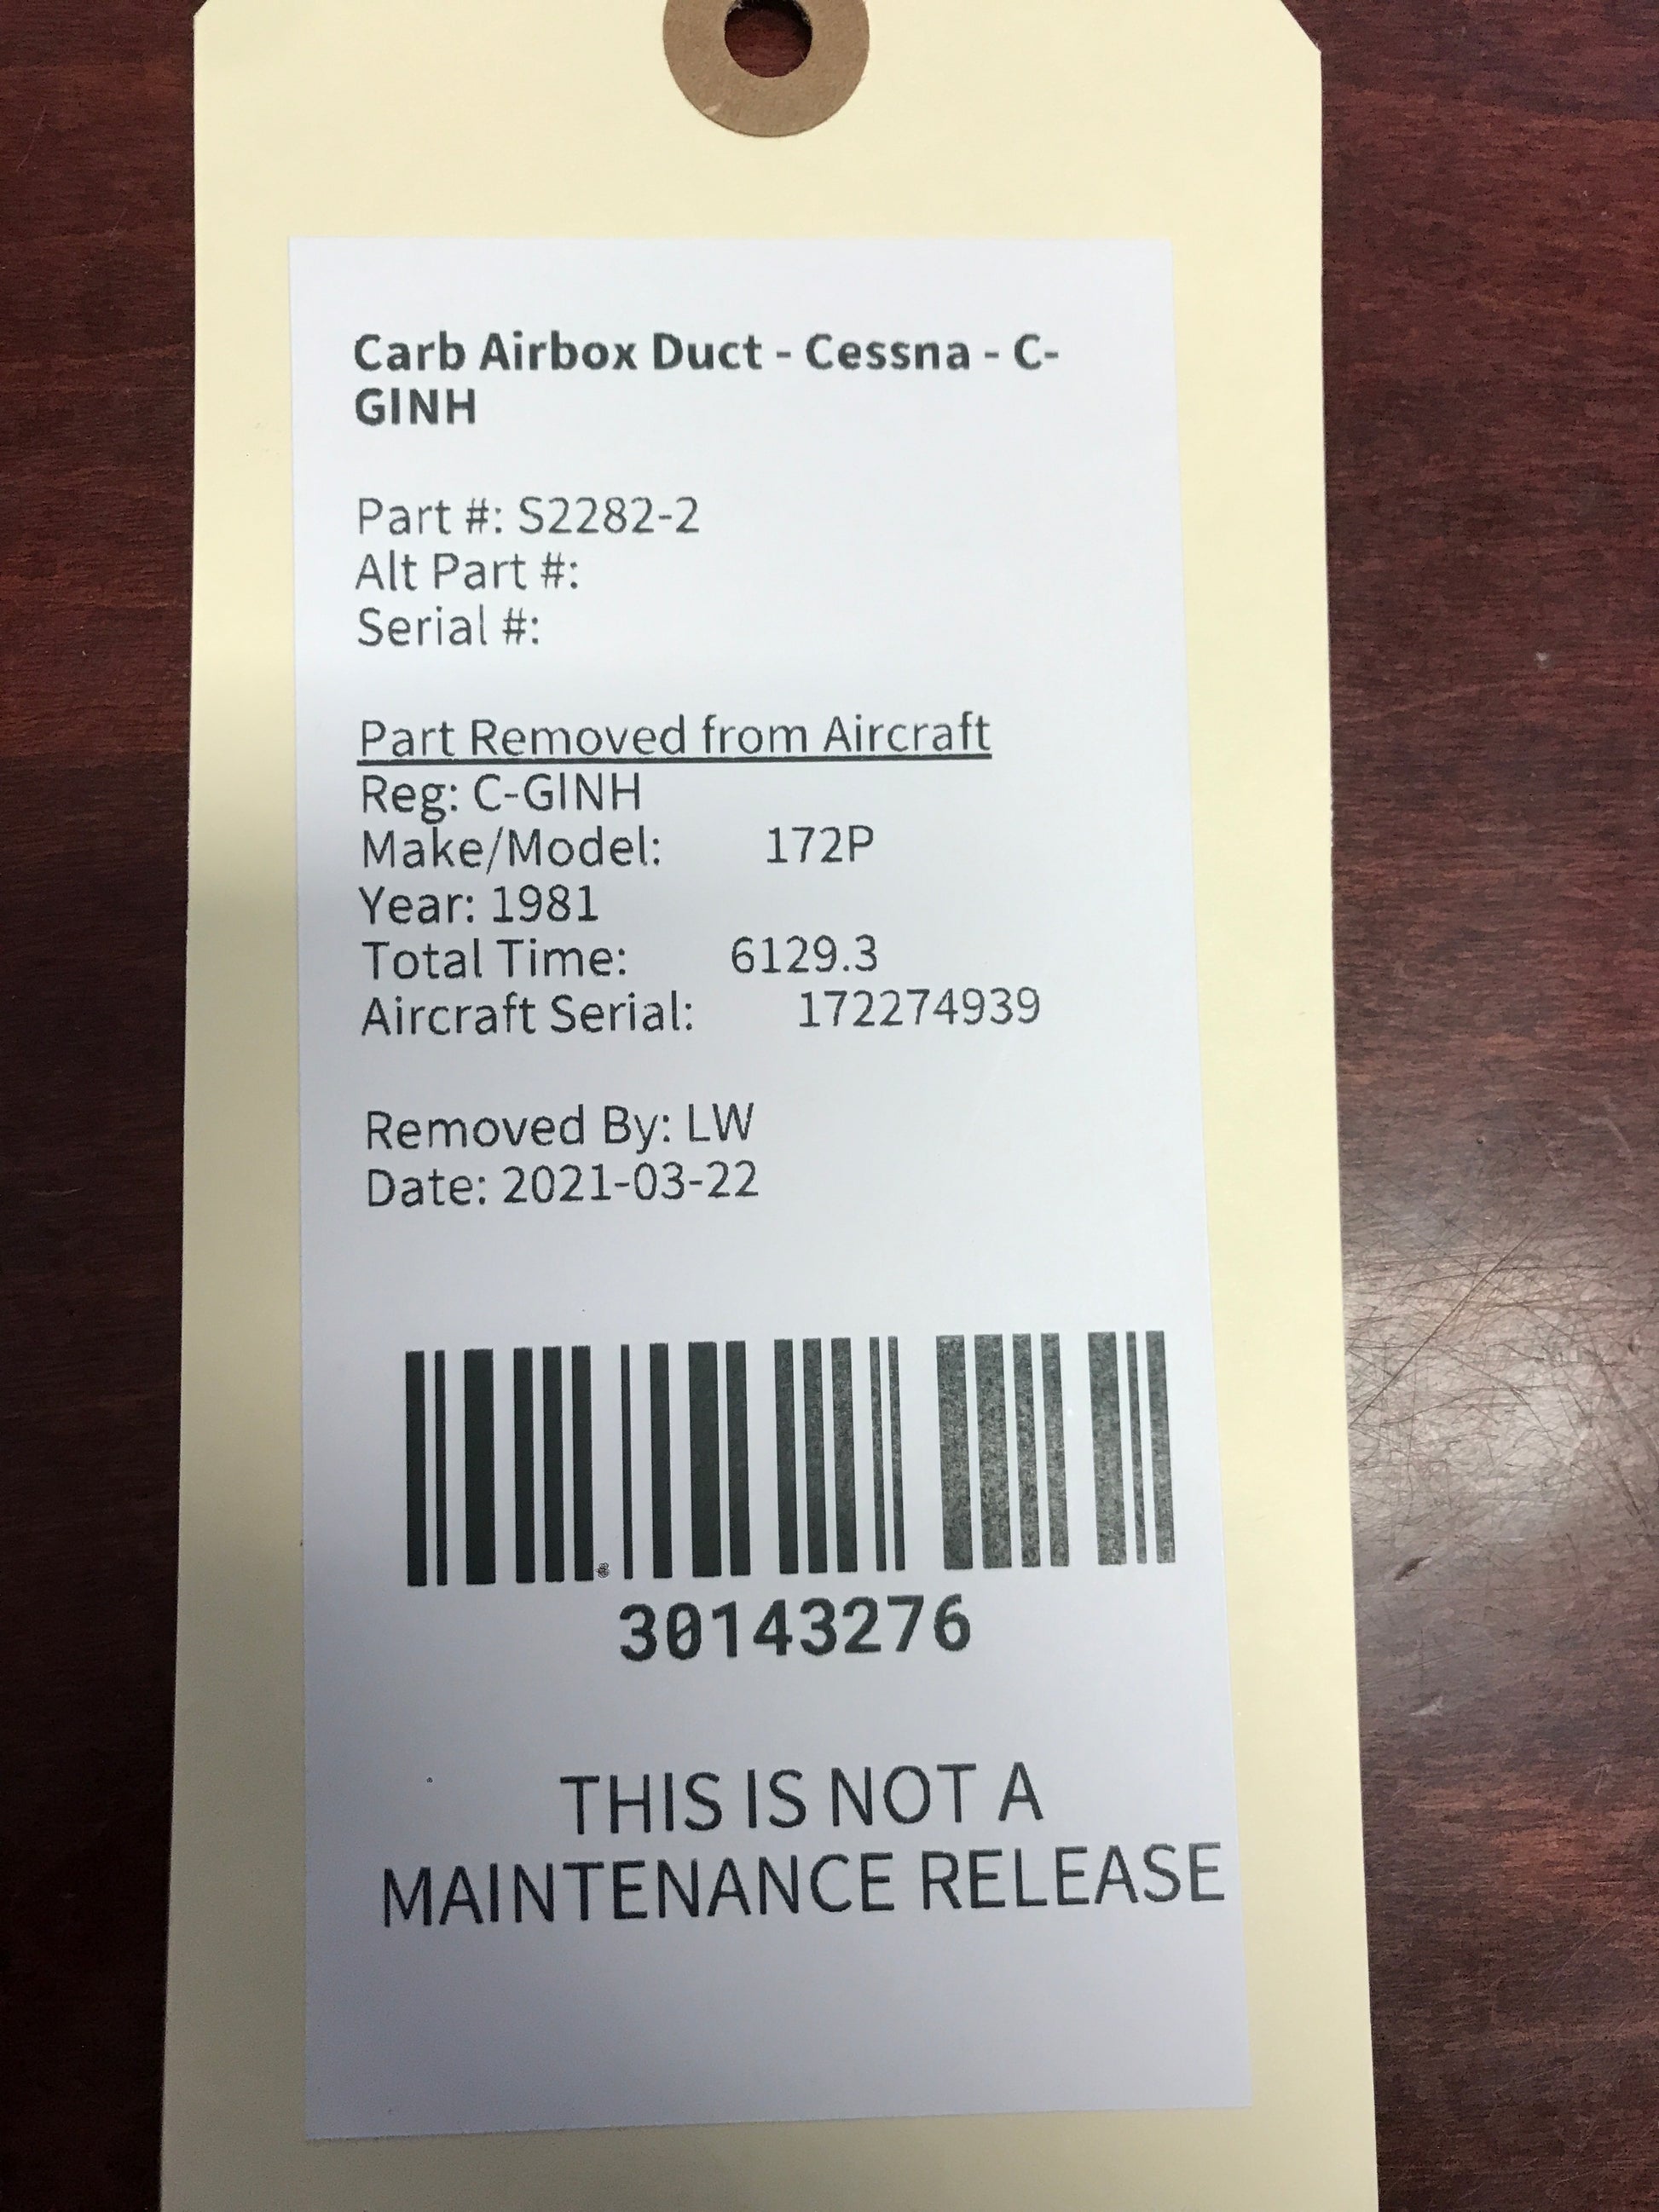 Carb Airbox Duct - Cessna - C-
GINH
Part #: S2282-2
Alt Part #:
Serial #:
Part Removed from Aircraft
Reg: C-GINH
Make/Model: 172P
Year: 1981
Total Time: 6129.3
Aircraft Serial: 172274939
Removed By: LW
Date: 2021-03-22
30143276
THIS IS NOT A
MAINTENANCE RELEASE